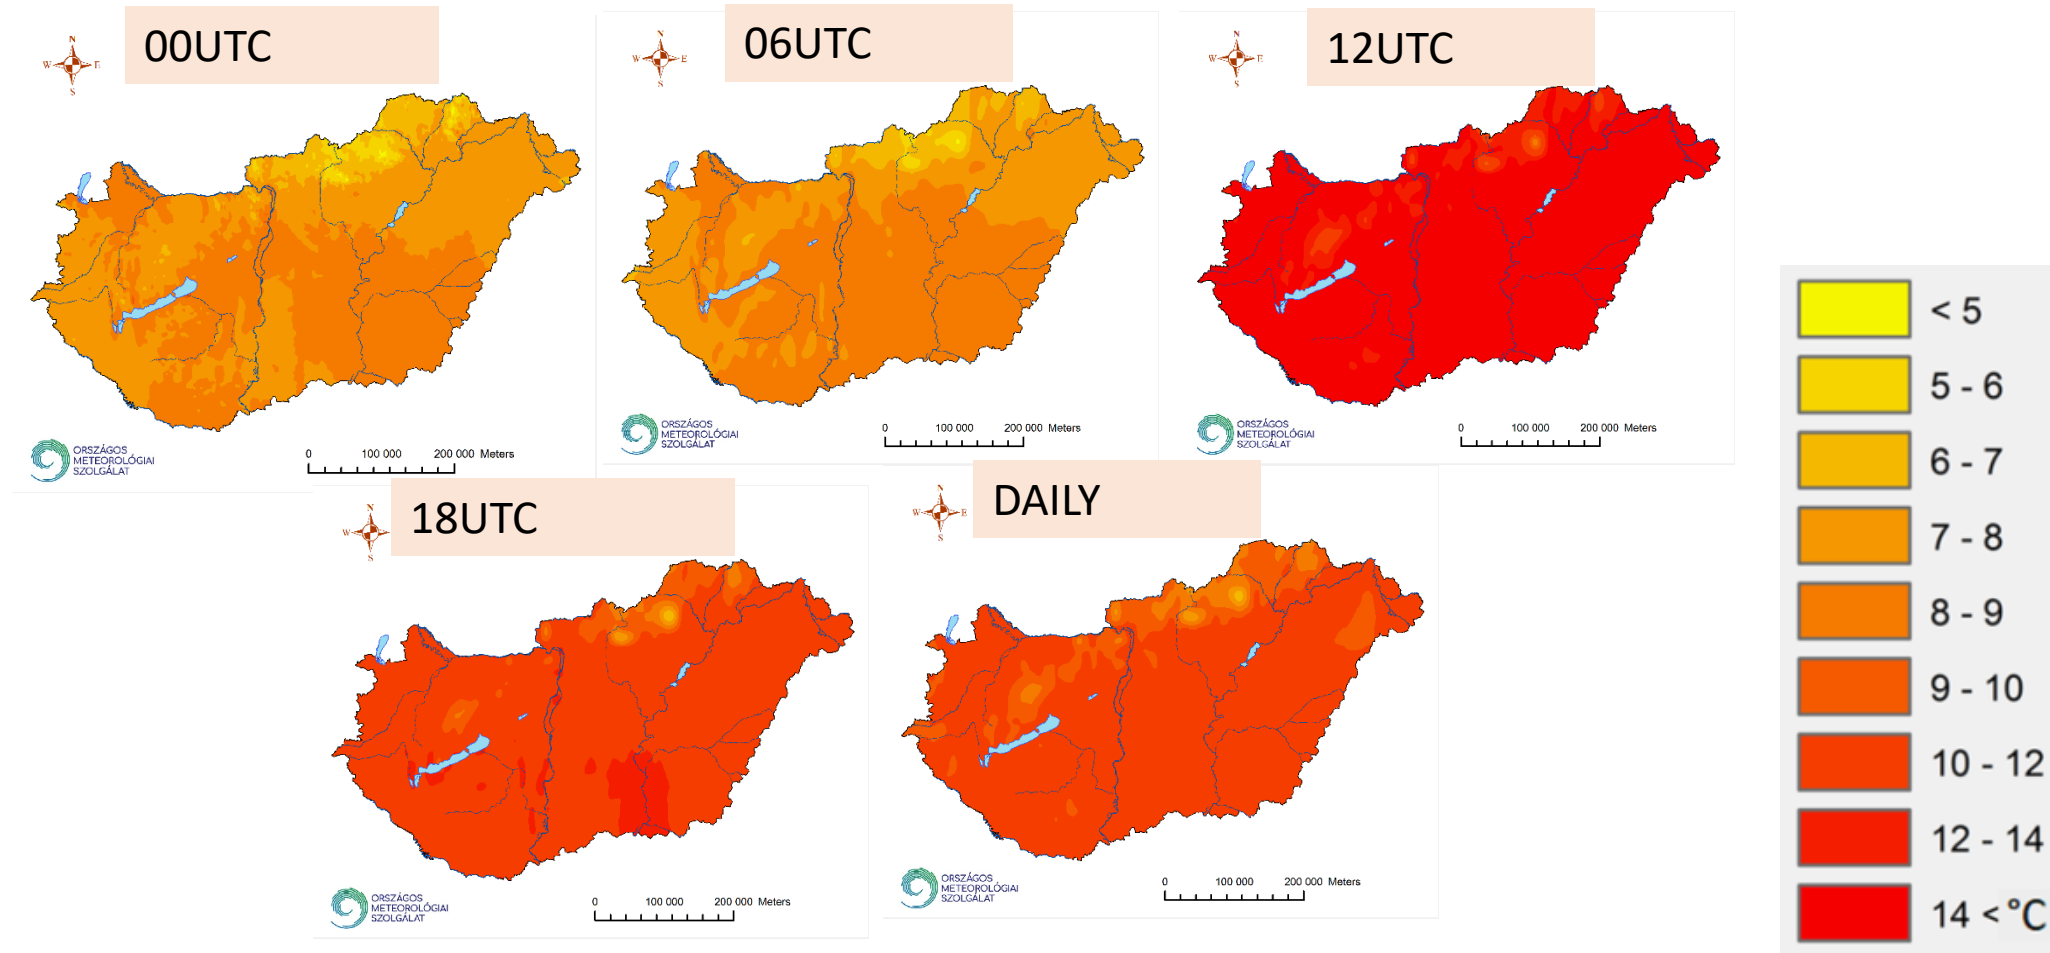 00UTC
N
W E
S
ORSZÁGOS
METEOROLÓGIAI
SZOLGÁLAT
0 100 000 200 000 Meters
06UTC
N
W E
S
ORSZÁGOS
METEOROLÓGIAI
SZOLGÁLAT
0 100 000 200 000 Meters
12UTC
N
W E
S
ORSZÁGOS
METEOROLÓGIAI
SZOLGÁLAT
0 100 000 200 000 Meters
18UTC
N
W
S
ORSZÁGOS
METEOROLÓGIAI
SZOLGÁLAT
0 100 000 200 000 Meters
DAILY
N
W E
S
ORSZÁGOS
METEOROLÓGIAI
SZOLGÁLAT
0 100 000 200 000 Meters
< 5
5 - 6
6 - 7
7 - 8
8 - 9
9 - 10
10 - 12
12 - 14
14 < °C